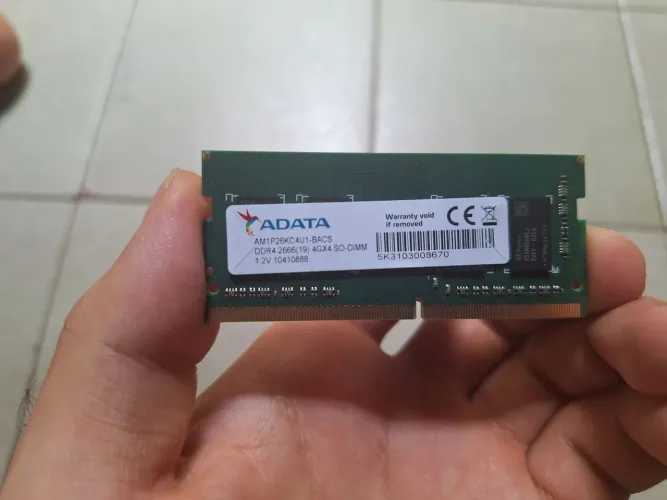 ADATA
AM1P26KC4U1-BACS
DDR4 2666(19) 4GX4 SO-DIMM
1.2V 10410888
Warranty void
if removed
CE
5K3103008670